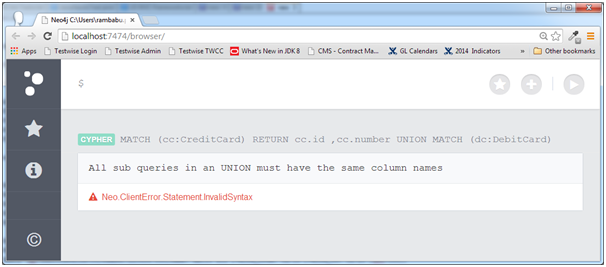 Neo4j C:\Users\rambabu.p
localhost:7474/browser/
Apps Testwise Login Testwise Admin Testwise TWCC What's New in JDK 8 CMS - Contract Ma... GL Calendars 2014 Indicators » Other bookmarks
$
CYPHER MATCH (cc:CreditCard) RETURN cc.id ,cc.number UNION MATCH (dc:DebitCard)
All sub queries in an UNION must have the same column names
Neo.ClientError.Statement.InvalidSyntax